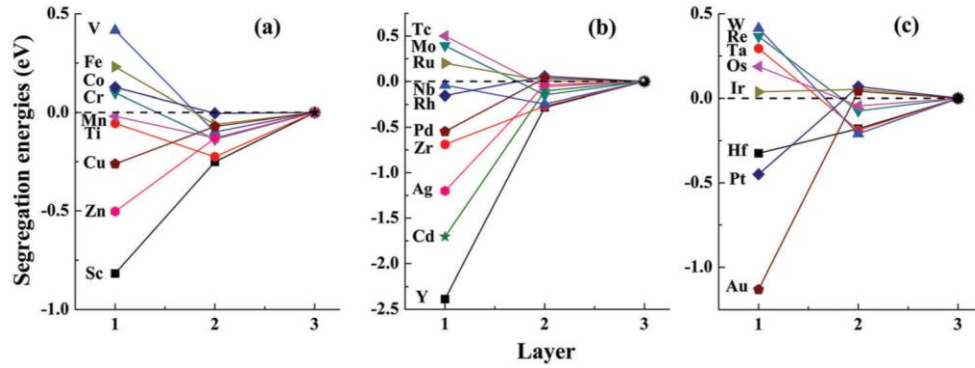 Segregation energies (eV)
(a)
0.5
0.0
-0.5
-1.0
V
Fe
Co
Cr
Mn
Ti
Cu
Zn
Sc
1 2 3
(b)
0.5
0.0
-0.5
-1.0
-1.5
-2.0
-2.5
Tc
Mo
Ru
Nb
Rh
Pd
Zr
Ag
Cd
Y
1 2 3
(c)
0.5
0.0
-0.5
-1.0
W
Re
Ta
Os
Ir
Hf
Pt
Au
1 2 3
Layer